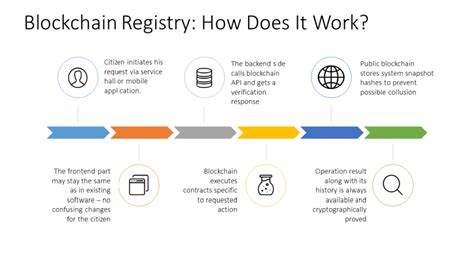 Blockchain Registry: How Does It Work?
Citizen initiates his
request via service
hall or mobile
application.
The backend side
calls blockchain
API and gets a
verification
response
Public blockchain
stores system snapshot
hashes to prevent
possible collusion
The frontend part
may stay the same
as in existing
software – no
confusing changes
for the citizen
Blockchain
executes
contracts specific
to requested
action
Operation result
along with its
history is always
available and
cryptographically
proved